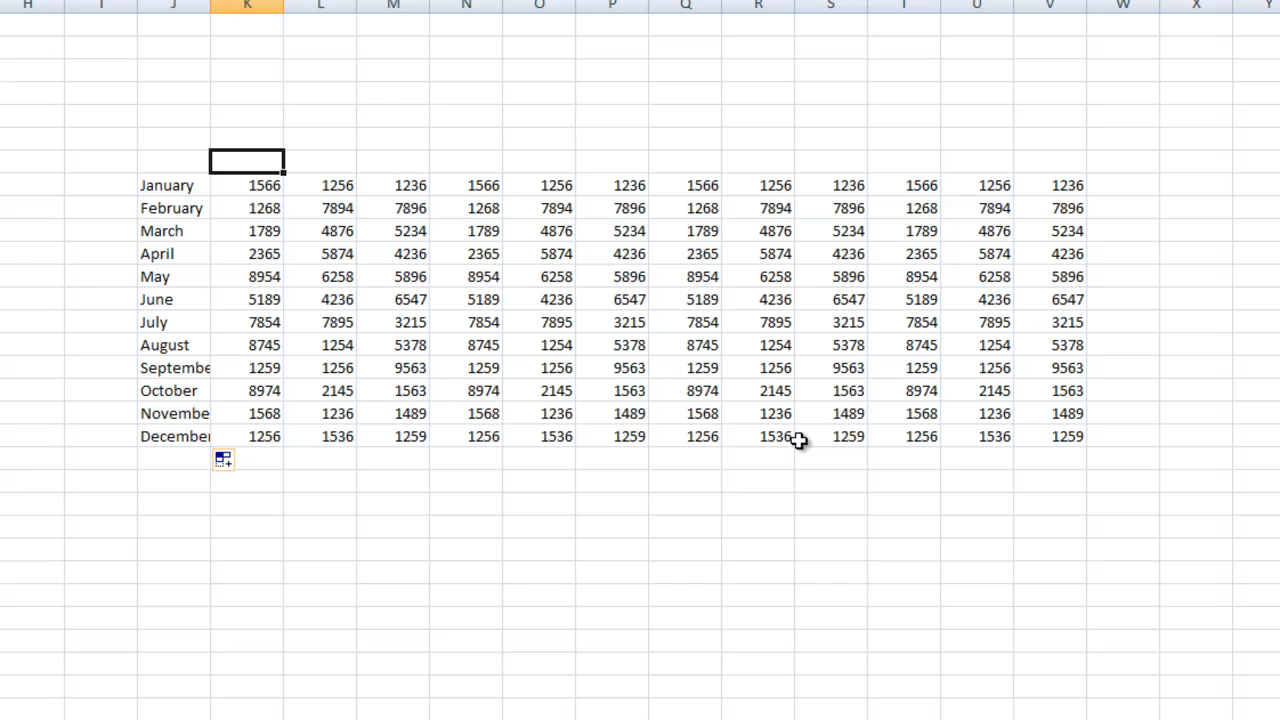 H I J K L M N O P Q R S T U V W X Y
January 1566 1256 1236 1566 1256 1236 1566 1256 1236 1566 1256 1236
February 1268 7894 7896 1268 7894 7896 1268 7894 7896 1268 7894 7896
March 1789 4876 5234 1789 4876 5234 1789 4876 5234 1789 4876 5234
April 2365 5874 4236 2365 5874 4236 2365 5874 4236 2365 5874 4236
May 8954 6258 5896 8954 6258 5896 8954 6258 5896 8954 6258 5896
June 5189 4236 6547 5189 4236 6547 5189 4236 6547 5189 4236 6547
July 7854 7895 3215 7854 7895 3215 7854 7895 3215 7854 7895 3215
August 8745 1254 5378 8745 1254 5378 8745 1254 5378 8745 1254 5378
Septembe 1259 1256 9563 1259 1256 9563 1259 1256 9563 1259 1256 9563
October 8974 2145 1563 8974 2145 1563 8974 2145 1563 8974 2145 1563
Novembe 1568 1236 1489 1568 1236 1489 1568 1236 1489 1568 1236 1489
December 1256 1536 1259 1256 1536 1259 1256 1536 1259 1256 1536 1259